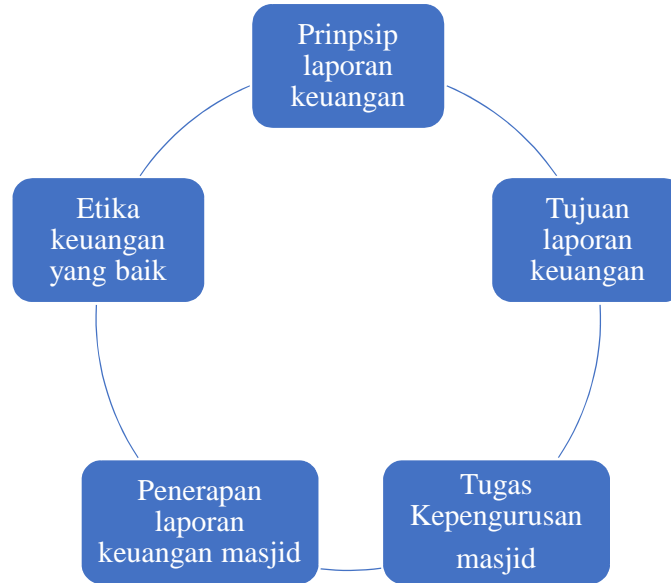 Prinpsip
laporan
keuangan
Tujuan
laporan
keuangan
Tugas
Kepengurusan
masjid
Penerapan
laporan
keuangan masjid
Etika
keuangan
yang baik